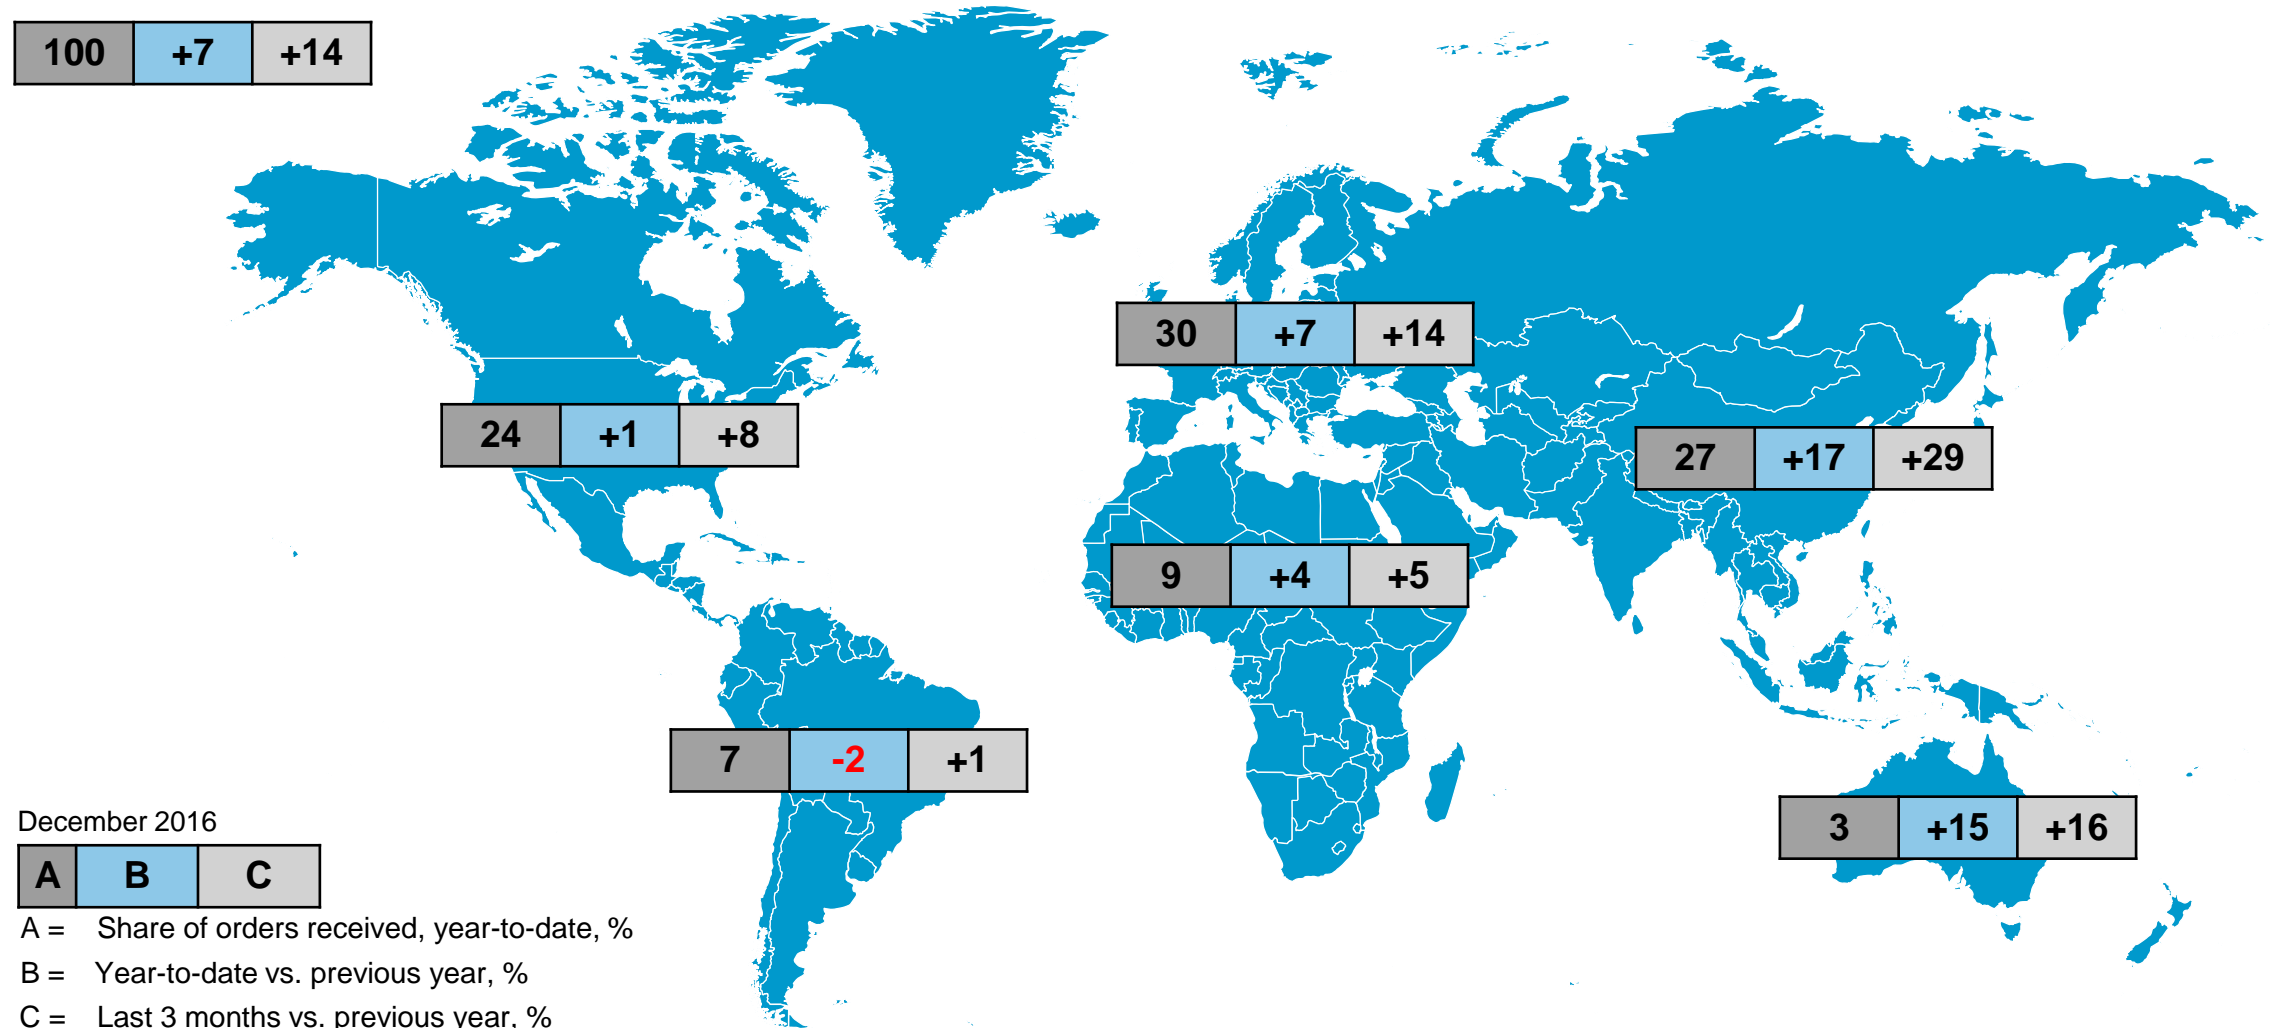 100 +7 +14
30 +7 +14
24 +1 +8
27 +17 +29
9 +4 +5
7 -2 +1
3 +15 +16
December 2016
A B C
A = Share of orders received, year-to-date, %
B = Year-to-date vs. previous year, %
C = Last 3 months vs. previous year, %